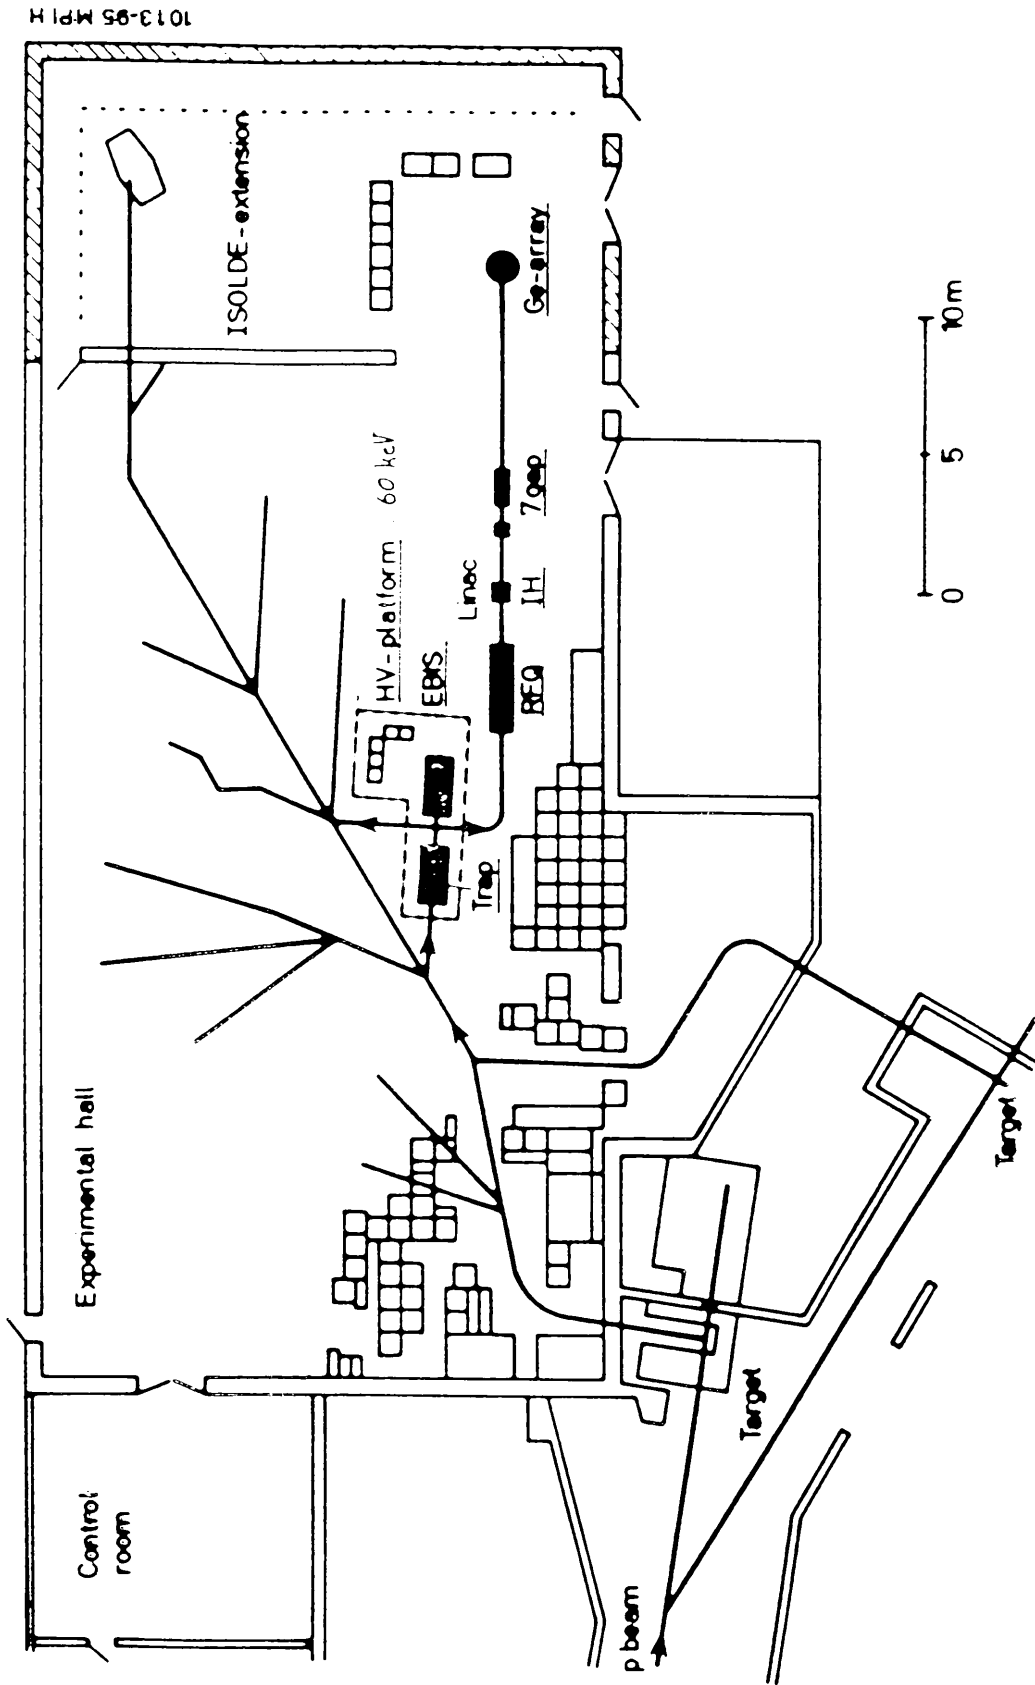 1013-95 MPI H
ISOLDE-extension
Ge-array
10m
5
0
HV-platform 60 keV
7gap
Linac
IH
EBIS
RFQ
Trap
Experimental hall
Target
Target
Control
room
p beam